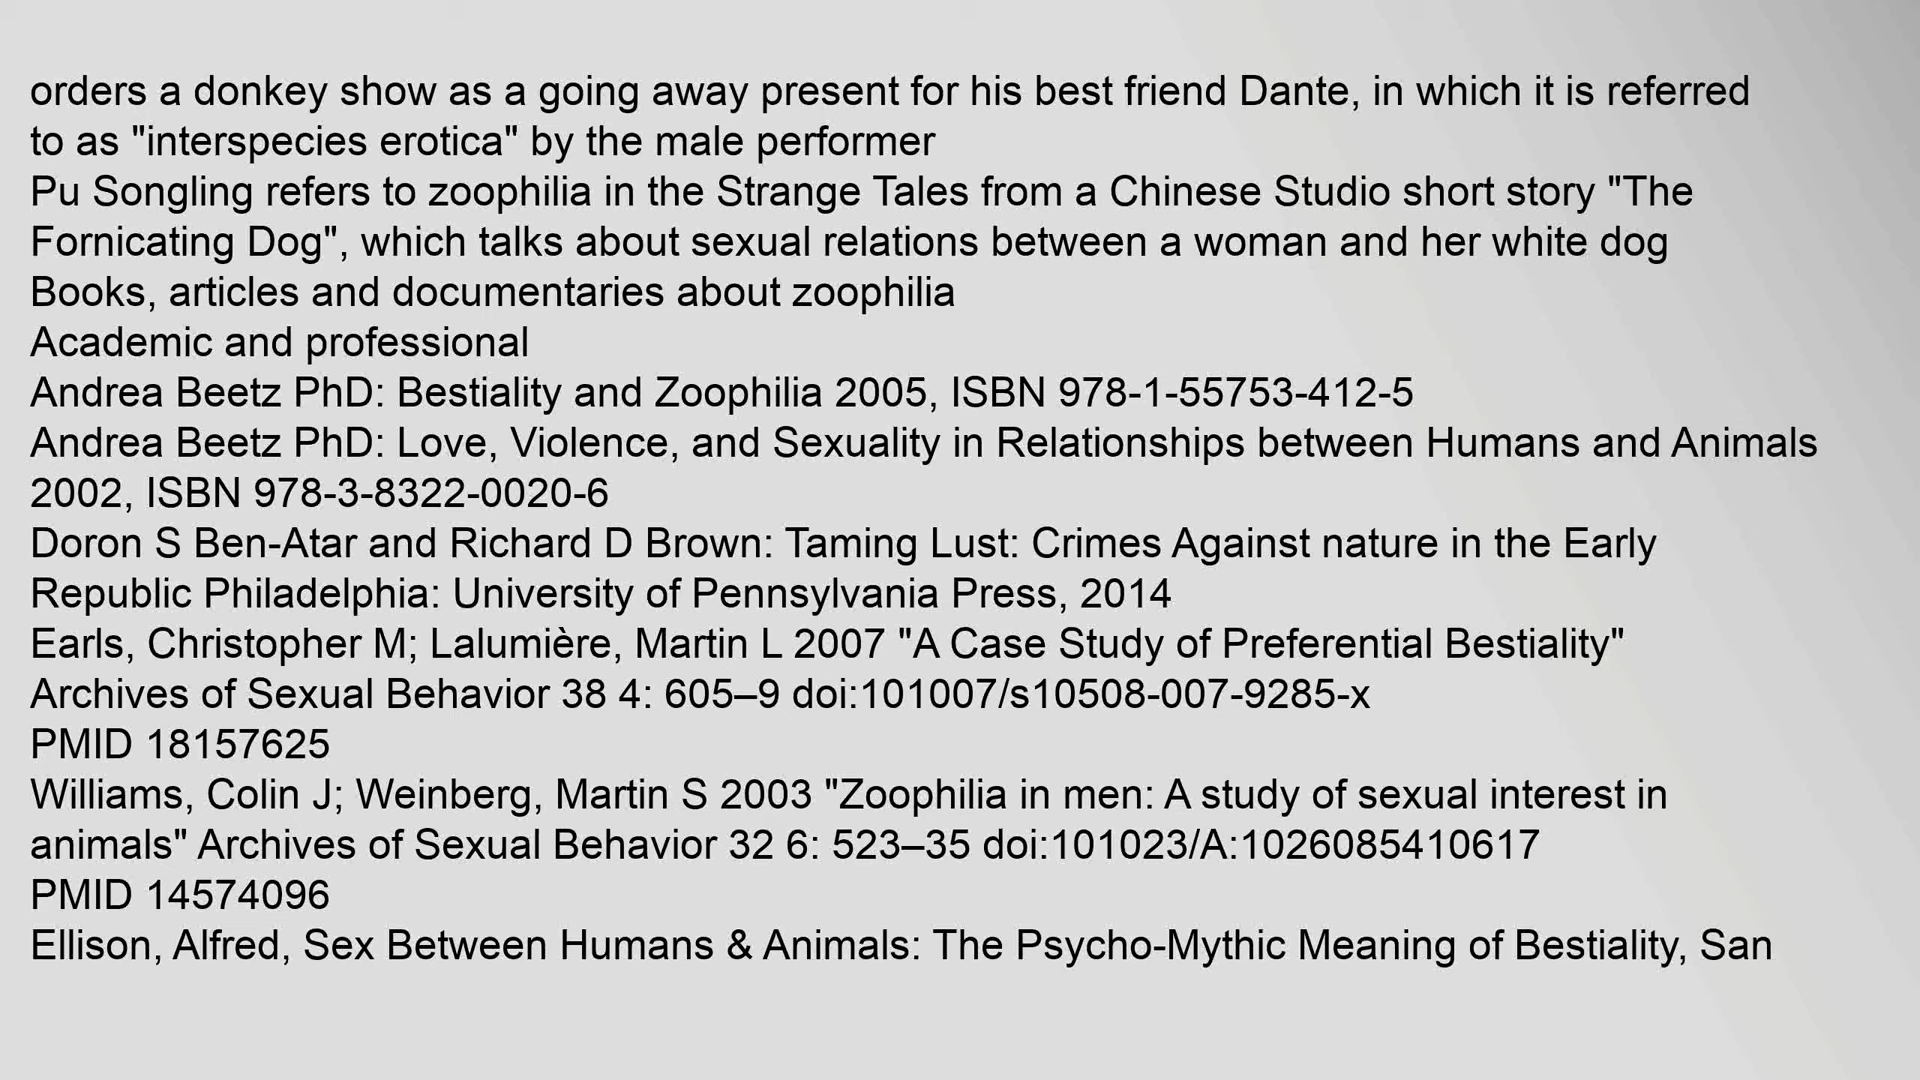 orders a donkey show as a going away present for his best friend Dante, in which it is referred
to as "interspecies erotica" by the male performer
Pu Songling refers to zoophilia in the Strange Tales from a Chinese Studio short story "The
Fornicating Dog", which talks about sexual relations between a woman and her white dog
Books, articles and documentaries about zoophilia
Academic and professional
Andrea Beetz PhD: Bestiality and Zoophilia 2005, ISBN 978-1-55753-412-5
Andrea Beetz PhD: Love, Violence, and Sexuality in Relationships between Humans and Animals
2002, ISBN 978-3-8322-0020-6
Doron S Ben-Atar and Richard D Brown: Taming Lust: Crimes Against nature in the Early
Republic Philadelphia: University of Pennsylvania Press, 2014
Earls, Christopher M; Lalumière, Martin L 2007 "A Case Study of Preferential Bestiality"
Archives of Sexual Behavior 38 4: 605–9 doi:101007/s10508-007-9285-x
PMID 18157625
Williams, Colin J; Weinberg, Martin S 2003 "Zoophilia in men: A study of sexual interest in
animals" Archives of Sexual Behavior 32 6: 523–35 doi:101023/A:1026085410617
PMID 14574096
Ellison, Alfred, Sex Between Humans & Animals: The Psycho-Mythic Meaning of Bestiality, San